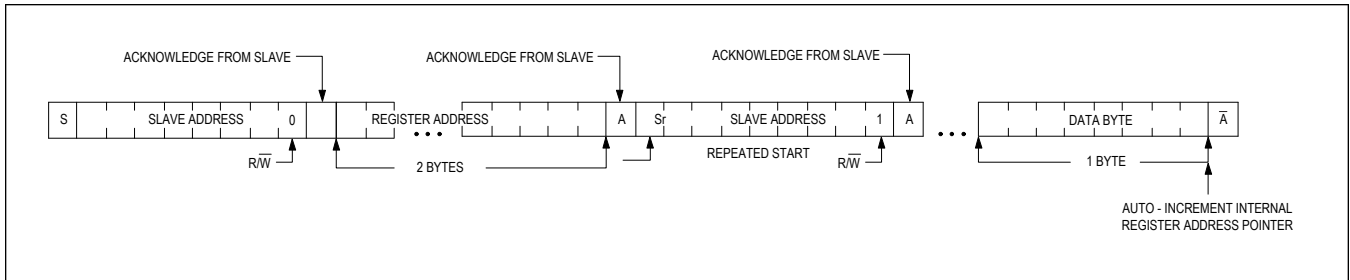 ACKNOWLEDGE FROM SLAVE ACKNOWLEDGE FROM SLAVE ACKNOWLEDGE FROM SLAVE
S SLAVE ADDRESS 0 REGISTER ADDRESS A Sr SLAVE ADDRESS 1 A DATA BYTE A̅
R/W̅ 2 BYTES REPEATED START R/W̅ 1 BYTE
AUTO - INCREMENT INTERNAL
REGISTER ADDRESS POINTER